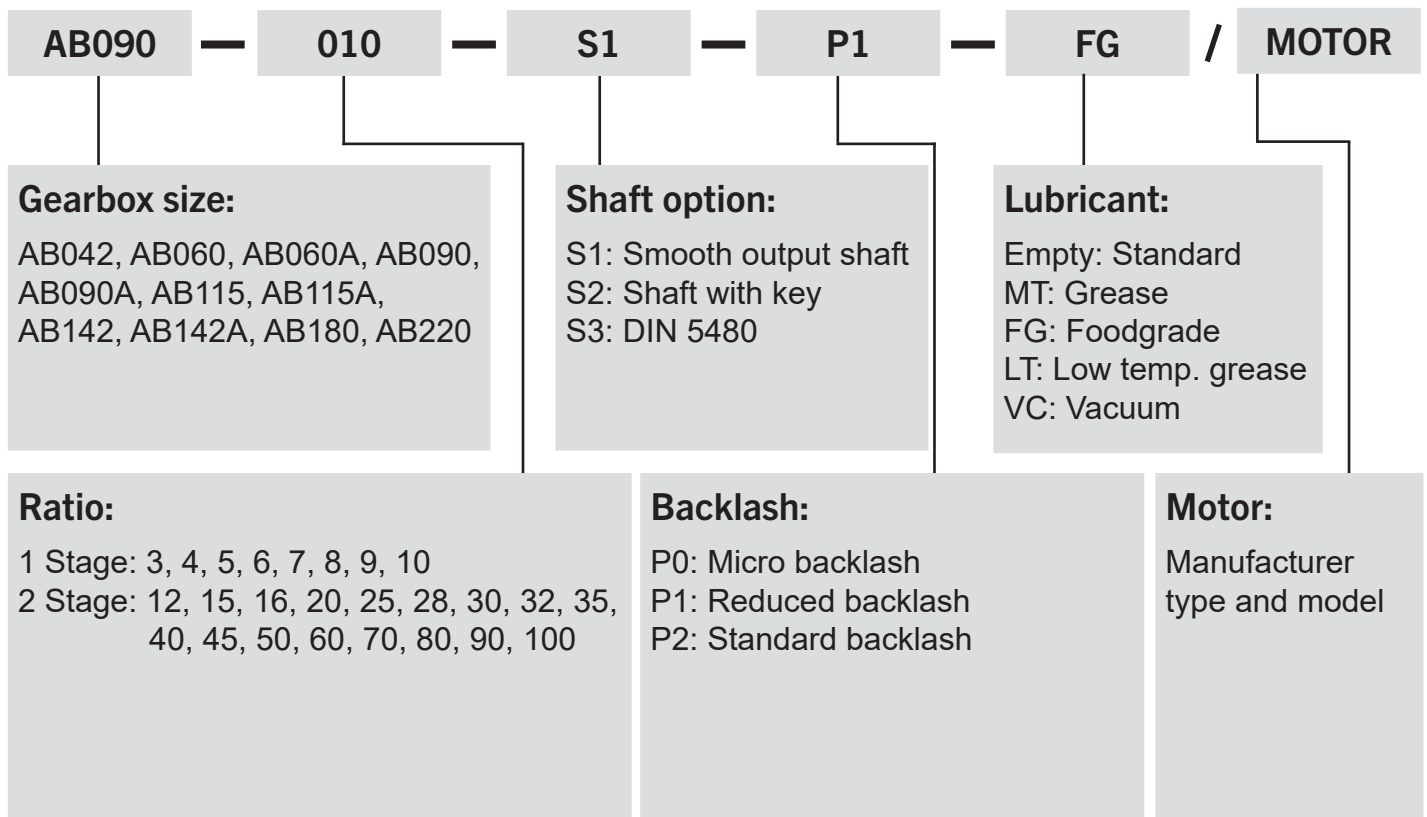 AB090 — 010 — S1 — P1 — FG / MOTOR
Gearbox size:
AB042, AB060, AB060A, AB090,
AB090A, AB115, AB115A,
AB142, AB142A, AB180, AB220
Shaft option:
S1: Smooth output shaft
S2: Shaft with key
S3: DIN 5480
Lubricant:
Empty: Standard
MT: Grease
FG: Foodgrade
LT: Low temp. grease
VC: Vacuum
Ratio:
1 Stage: 3, 4, 5, 6, 7, 8, 9, 10
2 Stage: 12, 15, 16, 20, 25, 28, 30, 32, 35,
40, 45, 50, 60, 70, 80, 90, 100
Backlash:
P0: Micro backlash
P1: Reduced backlash
P2: Standard backlash
Motor:
Manufacturer
type and model